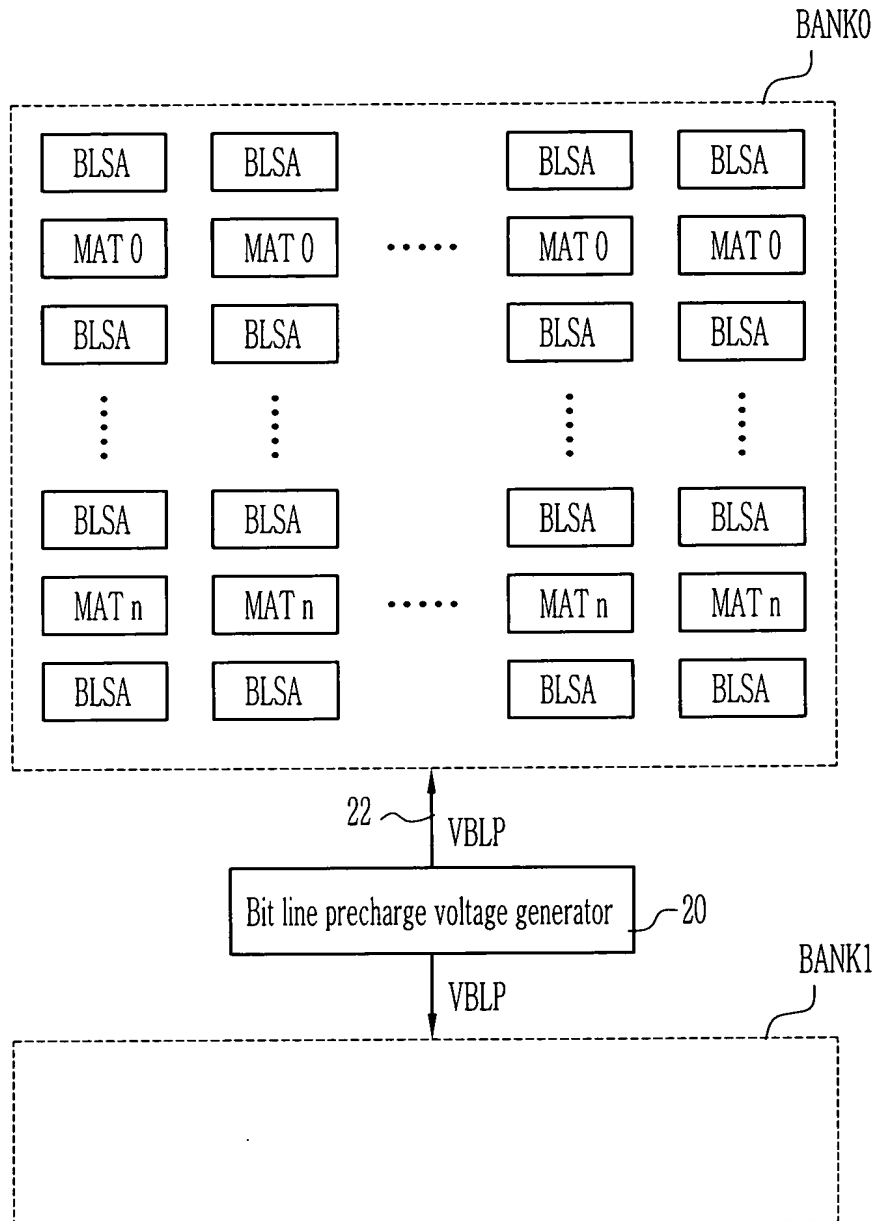 BANK0
BLSA BLSA BLSA BLSA
MAT 0 MAT 0 ..... MAT 0 MAT 0
BLSA BLSA BLSA BLSA
BLSA BLSA BLSA BLSA
MAT n MAT n ..... MAT n MAT n
BLSA BLSA BLSA BLSA
22 VBLP
Bit line precharge voltage generator 20
VBLP
BANK1